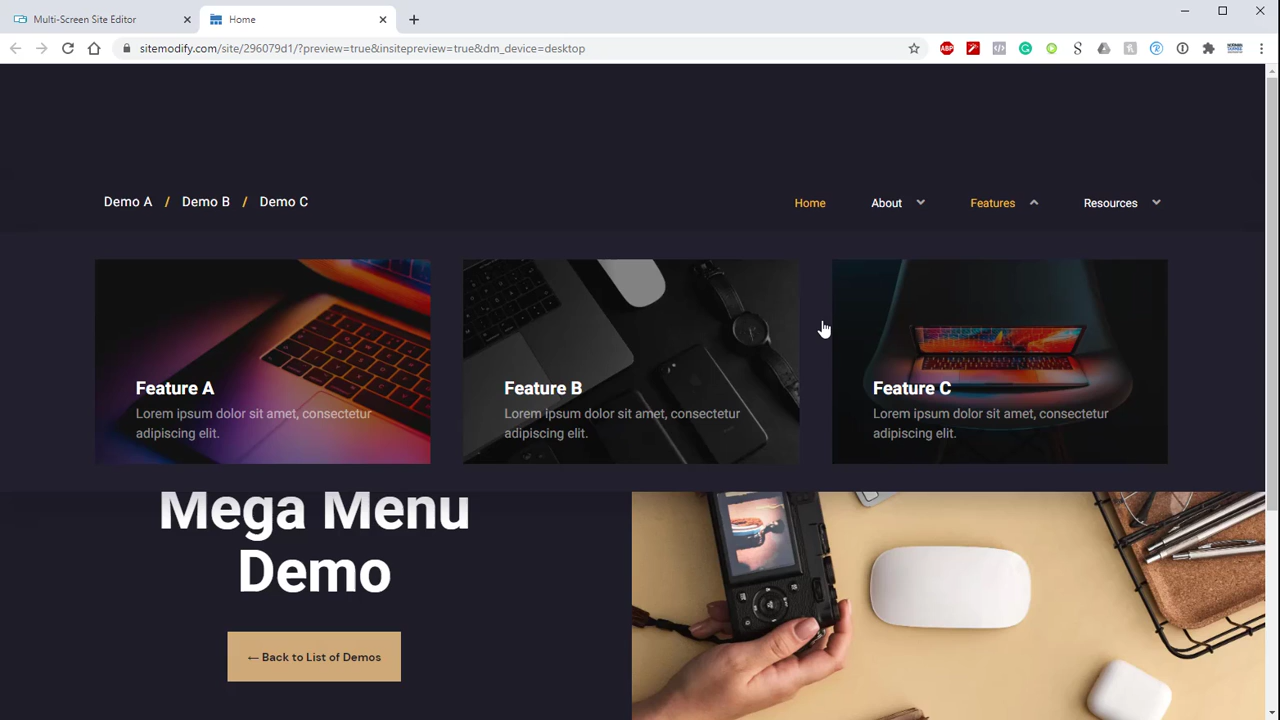 Multi-Screen Site Editor
Home
sitemodify.com/site/296079d1/?preview=true&insitepreview=true&dm_device=desktop
ABP
Demo A / Demo B / Demo C
Home About Features Resources
Feature A
Lorem ipsum dolor sit amet, consectetur
adipiscing elit.
Feature B
Lorem ipsum dolor sit amet, consectetur
adipiscing elit.
Feature C
Lorem ipsum dolor sit amet, consectetur
adipiscing elit.
Mega Menu
Demo
← Back to List of Demos